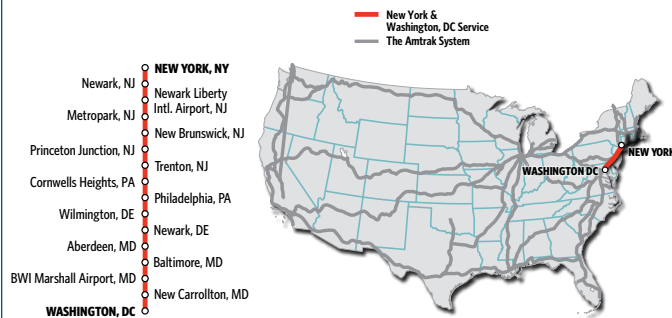 New York &
Washington, DC Service
The Amtrak System
NEW YORK, NY
Newark, NJ
Newark Liberty
Intl. Airport, NJ
Metropark, NJ
New Brunswick, NJ
Princeton Junction, NJ
Trenton, NJ
Cornwells Heights, PA
Philadelphia, PA
Wilmington, DE
Newark, DE
Aberdeen, MD
Baltimore, MD
BWI Marshall Airport, MD
New Carrollton, MD
WASHINGTON, DC
NEW YORK
WASHINGTON DC